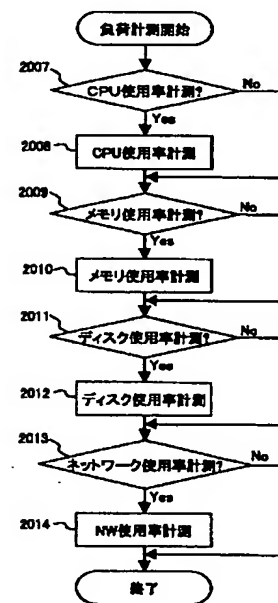 負荷計測開始
2007
CPU使用率計測?
No
Yes
2008
CPU使用率計測
2009
メモリ使用率計測?
No
Yes
2010
メモリ使用率計測
2011
ディスク使用率計測?
No
Yes
2012
ディスク使用率計測
2013
ネットワーク使用率計測?
No
Yes
2014
NW使用率計測
終了